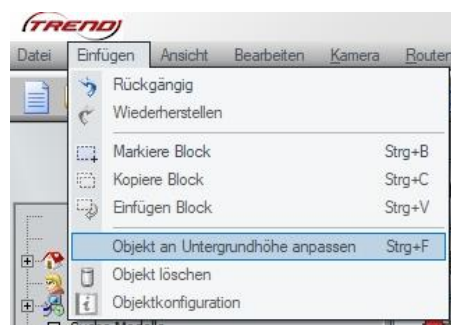 TREND
Datei Einfügen Ansicht Bearbeiten Kamera Routen
Rückgängig
Wiederherstellen
Markiere Block Strg+B
Kopiere Block Strg+C
Einfügen Block Strg+V
Objekt an Untergrundhöhe anpassen Strg+F
Objekt löschen
Objektkonfiguration